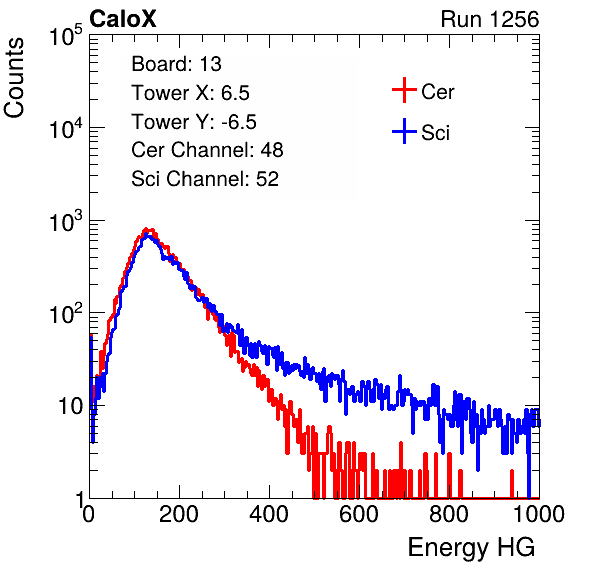 CaloX Run 1256
Counts
Board: 13
Tower X: 6.5
Tower Y: -6.5
Cer Channel: 48
Sci Channel: 52
Cer
Sci
10^5
10^4
10^3
10^2
10
1
0 200 400 600 800 1000
Energy HG